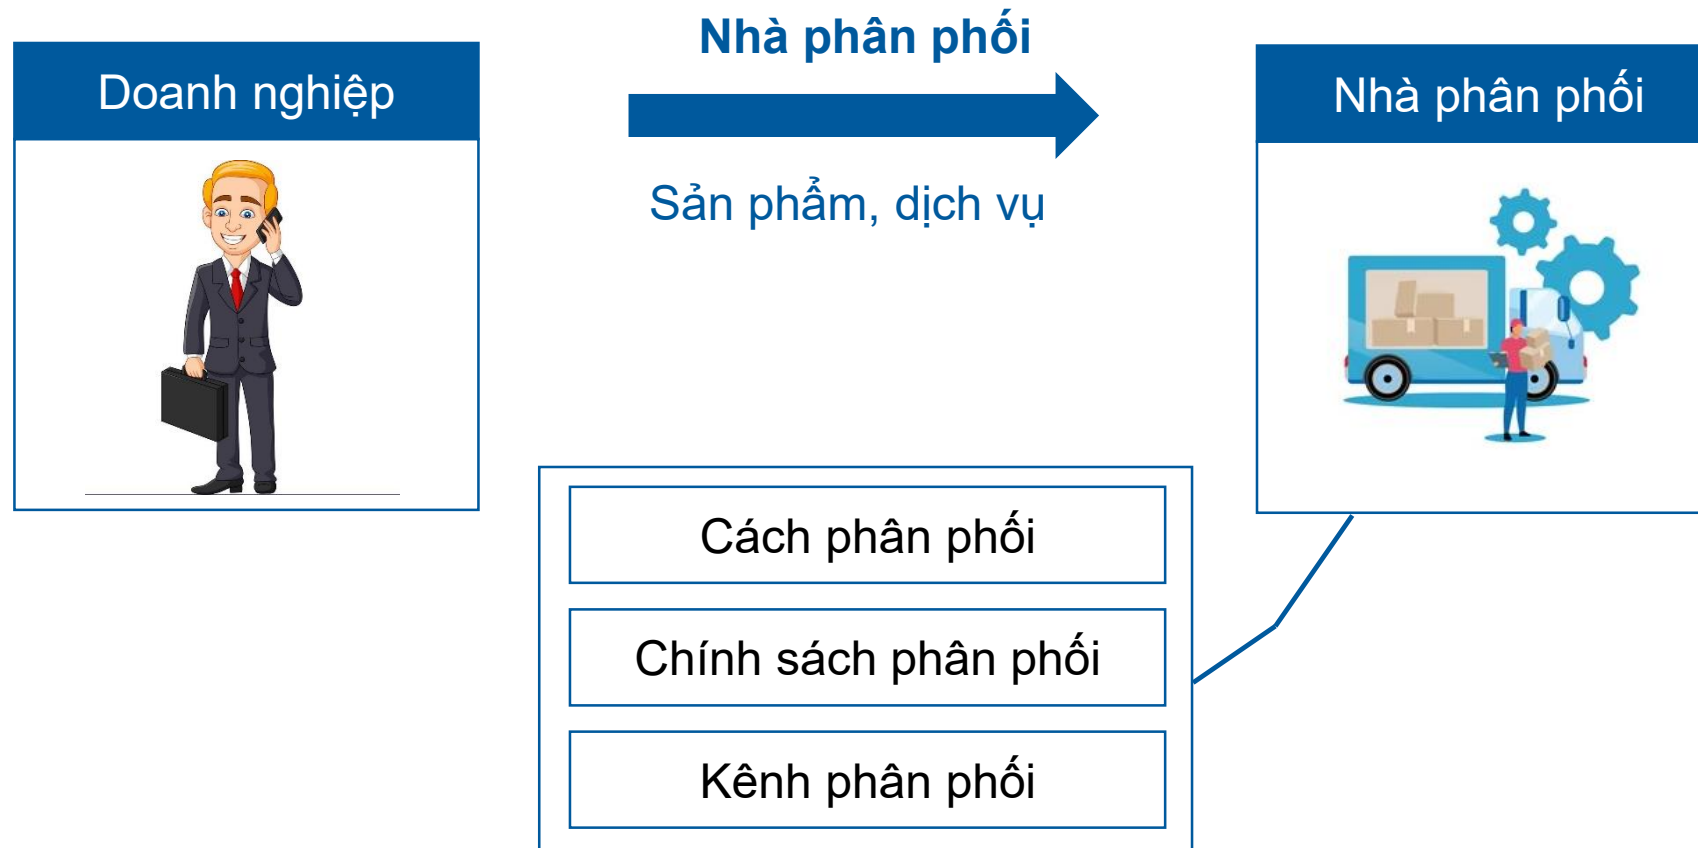 Nhà phân phối
Doanh nghiệp
Nhà phân phối
Sản phẩm, dịch vụ
Cách phân phối
Chính sách phân phối
Kênh phân phối